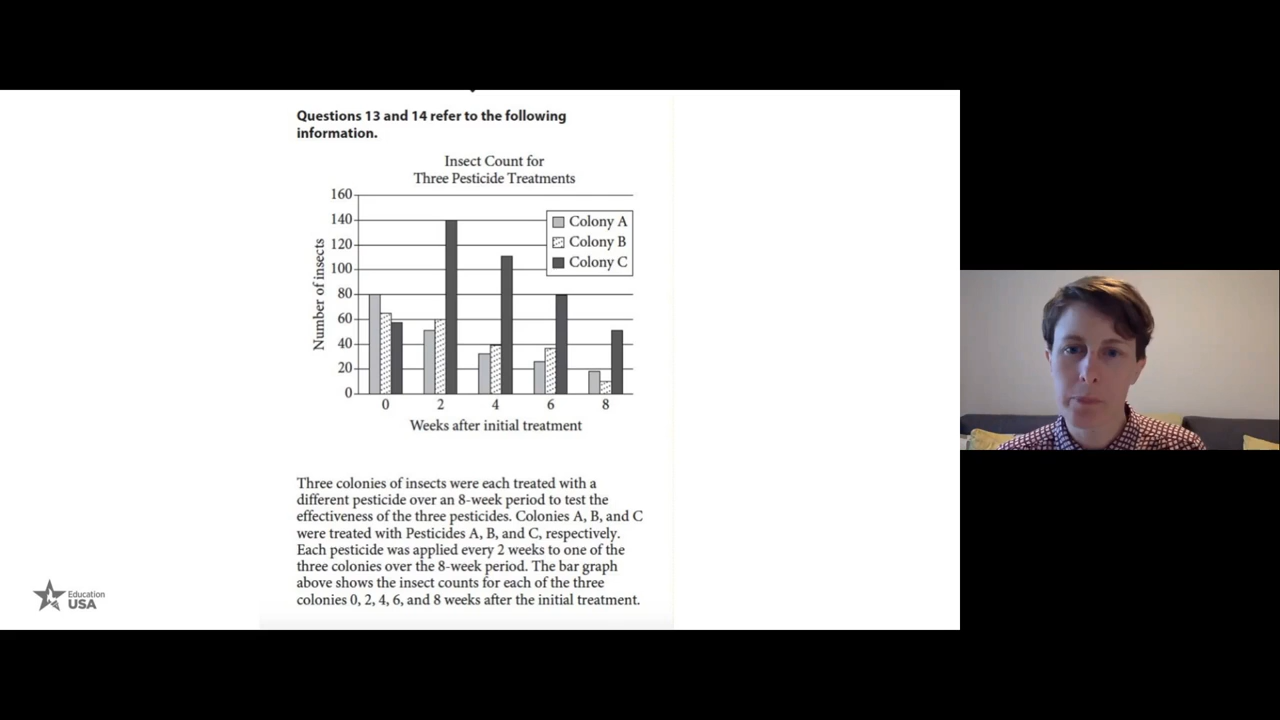 Questions 13 and 14 refer to the following
information.
Insect Count for
Three Pesticide Treatments
160
140
120
100
80
60
40
20
0
Number of insects
Colony A
Colony B
Colony C
0 2 4 6 8
Weeks after initial treatment
Three colonies of insects were each treated with a
different pesticide over an 8-week period to test the
effectiveness of the three pesticides. Colonies A, B, and C
were treated with Pesticides A, B, and C, respectively.
Each pesticide was applied every 2 weeks to one of the
three colonies over the 8-week period. The bar graph
above shows the insect counts for each of the three
colonies 0, 2, 4, 6, and 8 weeks after the initial treatment.
Education
USA